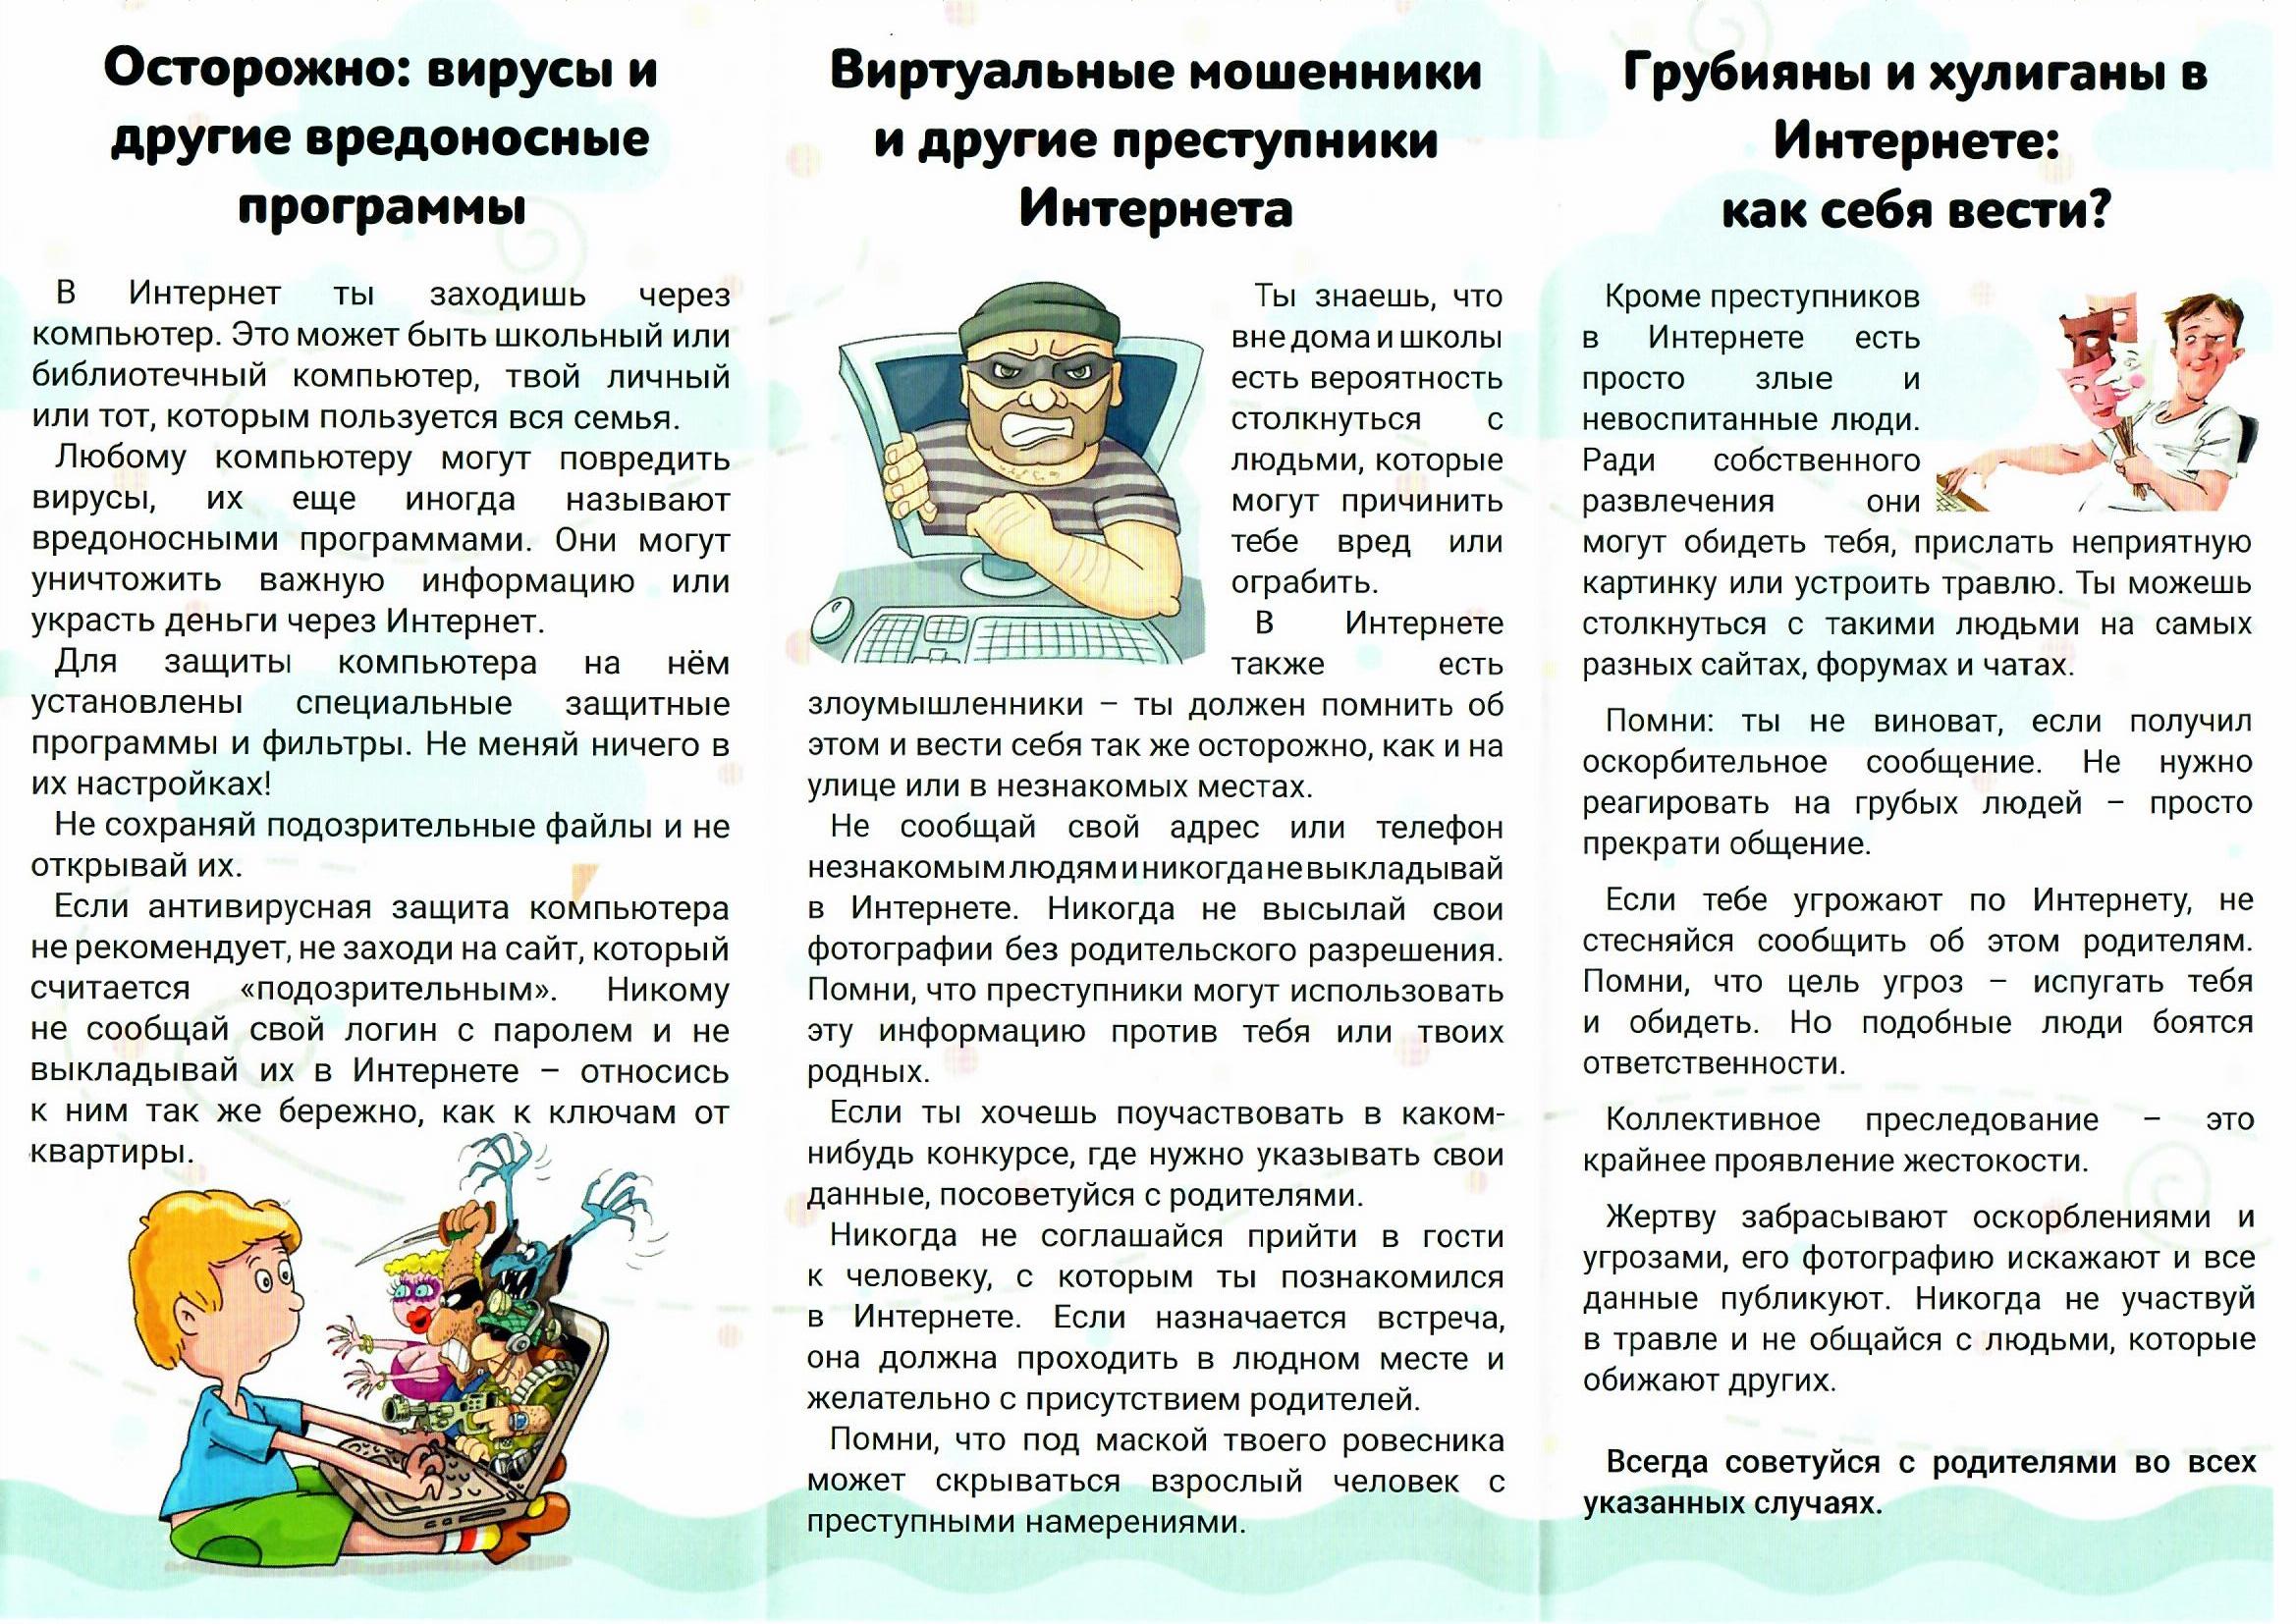 Осторожно: вирусы и
другие вредоносные
программы
В Интернет ты заходишь через
компьютер. Это может быть школьный или
библиотечный компьютер, твой личный
или тот, которым пользуется вся семья.
Любому компьютеру могут повредить
вирусы, их еще иногда называют
вредоносными программами. Они могут
уничтожить важную информацию или
украсть деньги через Интернет.
Для защиты компьютера на нём
установлены специальные защитные
программы и фильтры. Не меняй ничего в
их настройках!
Не сохраняй подозрительные файлы и не
открывай их.
Если антивирусная защита компьютера
не рекомендует, не заходи на сайт, который
считается «подозрительным». Никому
не сообщай свой логин с паролем и не
выкладывай их в Интернете – относись
к ним так же бережно, как к ключам от
квартиры.
Виртуальные мошенники
и другие преступники
Интернета
Ты знаешь, что
вне дома и школы
есть вероятность
столкнуться с
людьми, которые
могут причинить
тебе вред или
ограбить.
В Интернете
также есть
злоумышленники – ты должен помнить об
этом и вести себя так же осторожно, как и на
улице или в незнакомых местах.
Не сообщай свой адрес или телефон
незнакомым людям и никогда не выкладывай
в Интернете. Никогда не высылай свои
фотографии без родительского разрешения.
Помни, что преступники могут использовать
эту информацию против тебя или твоих
родных.
Если ты хочешь поучаствовать в каком-
нибудь конкурсе, где нужно указывать свои
данные, посоветуйся с родителями.
Никогда не соглашайся прийти в гости
к человеку, с которым ты познакомился
в Интернете. Если назначается встреча,
она должна проходить в людном месте и
желательно с присутствием родителей.
Помни, что под маской твоего ровесника
может скрываться взрослый человек с
преступными намерениями.
Грубияны и хулиганы в
Интернете:
как себя вести?
Кроме преступников
в Интернете есть
просто злые и
невоспитанные люди.
Ради собственного
развлечения они
могут обидеть тебя, прислать неприятную
картинку или устроить травлю. Ты можешь
столкнуться с такими людьми на самых
разных сайтах, форумах и чатах.
Помни: ты не виноват, если получил
оскорбительное сообщение. Не нужно
реагировать на грубых людей – просто
прекрати общение.
Если тебе угрожают по Интернету, не
стесняйся сообщить об этом родителям.
Помни, что цель угроз – испугать тебя
и обидеть. Но подобные люди боятся
ответственности.
Коллективное преследование – это
крайнее проявление жестокости.
Жертву забрасывают оскорблениями и
угрозами, его фотографию искажают и все
данные публикуют. Никогда не участвуй
в травле и не общайся с людьми, которые
обижают других.
Всегда советуйся с родителями во всех
указанных случаях.